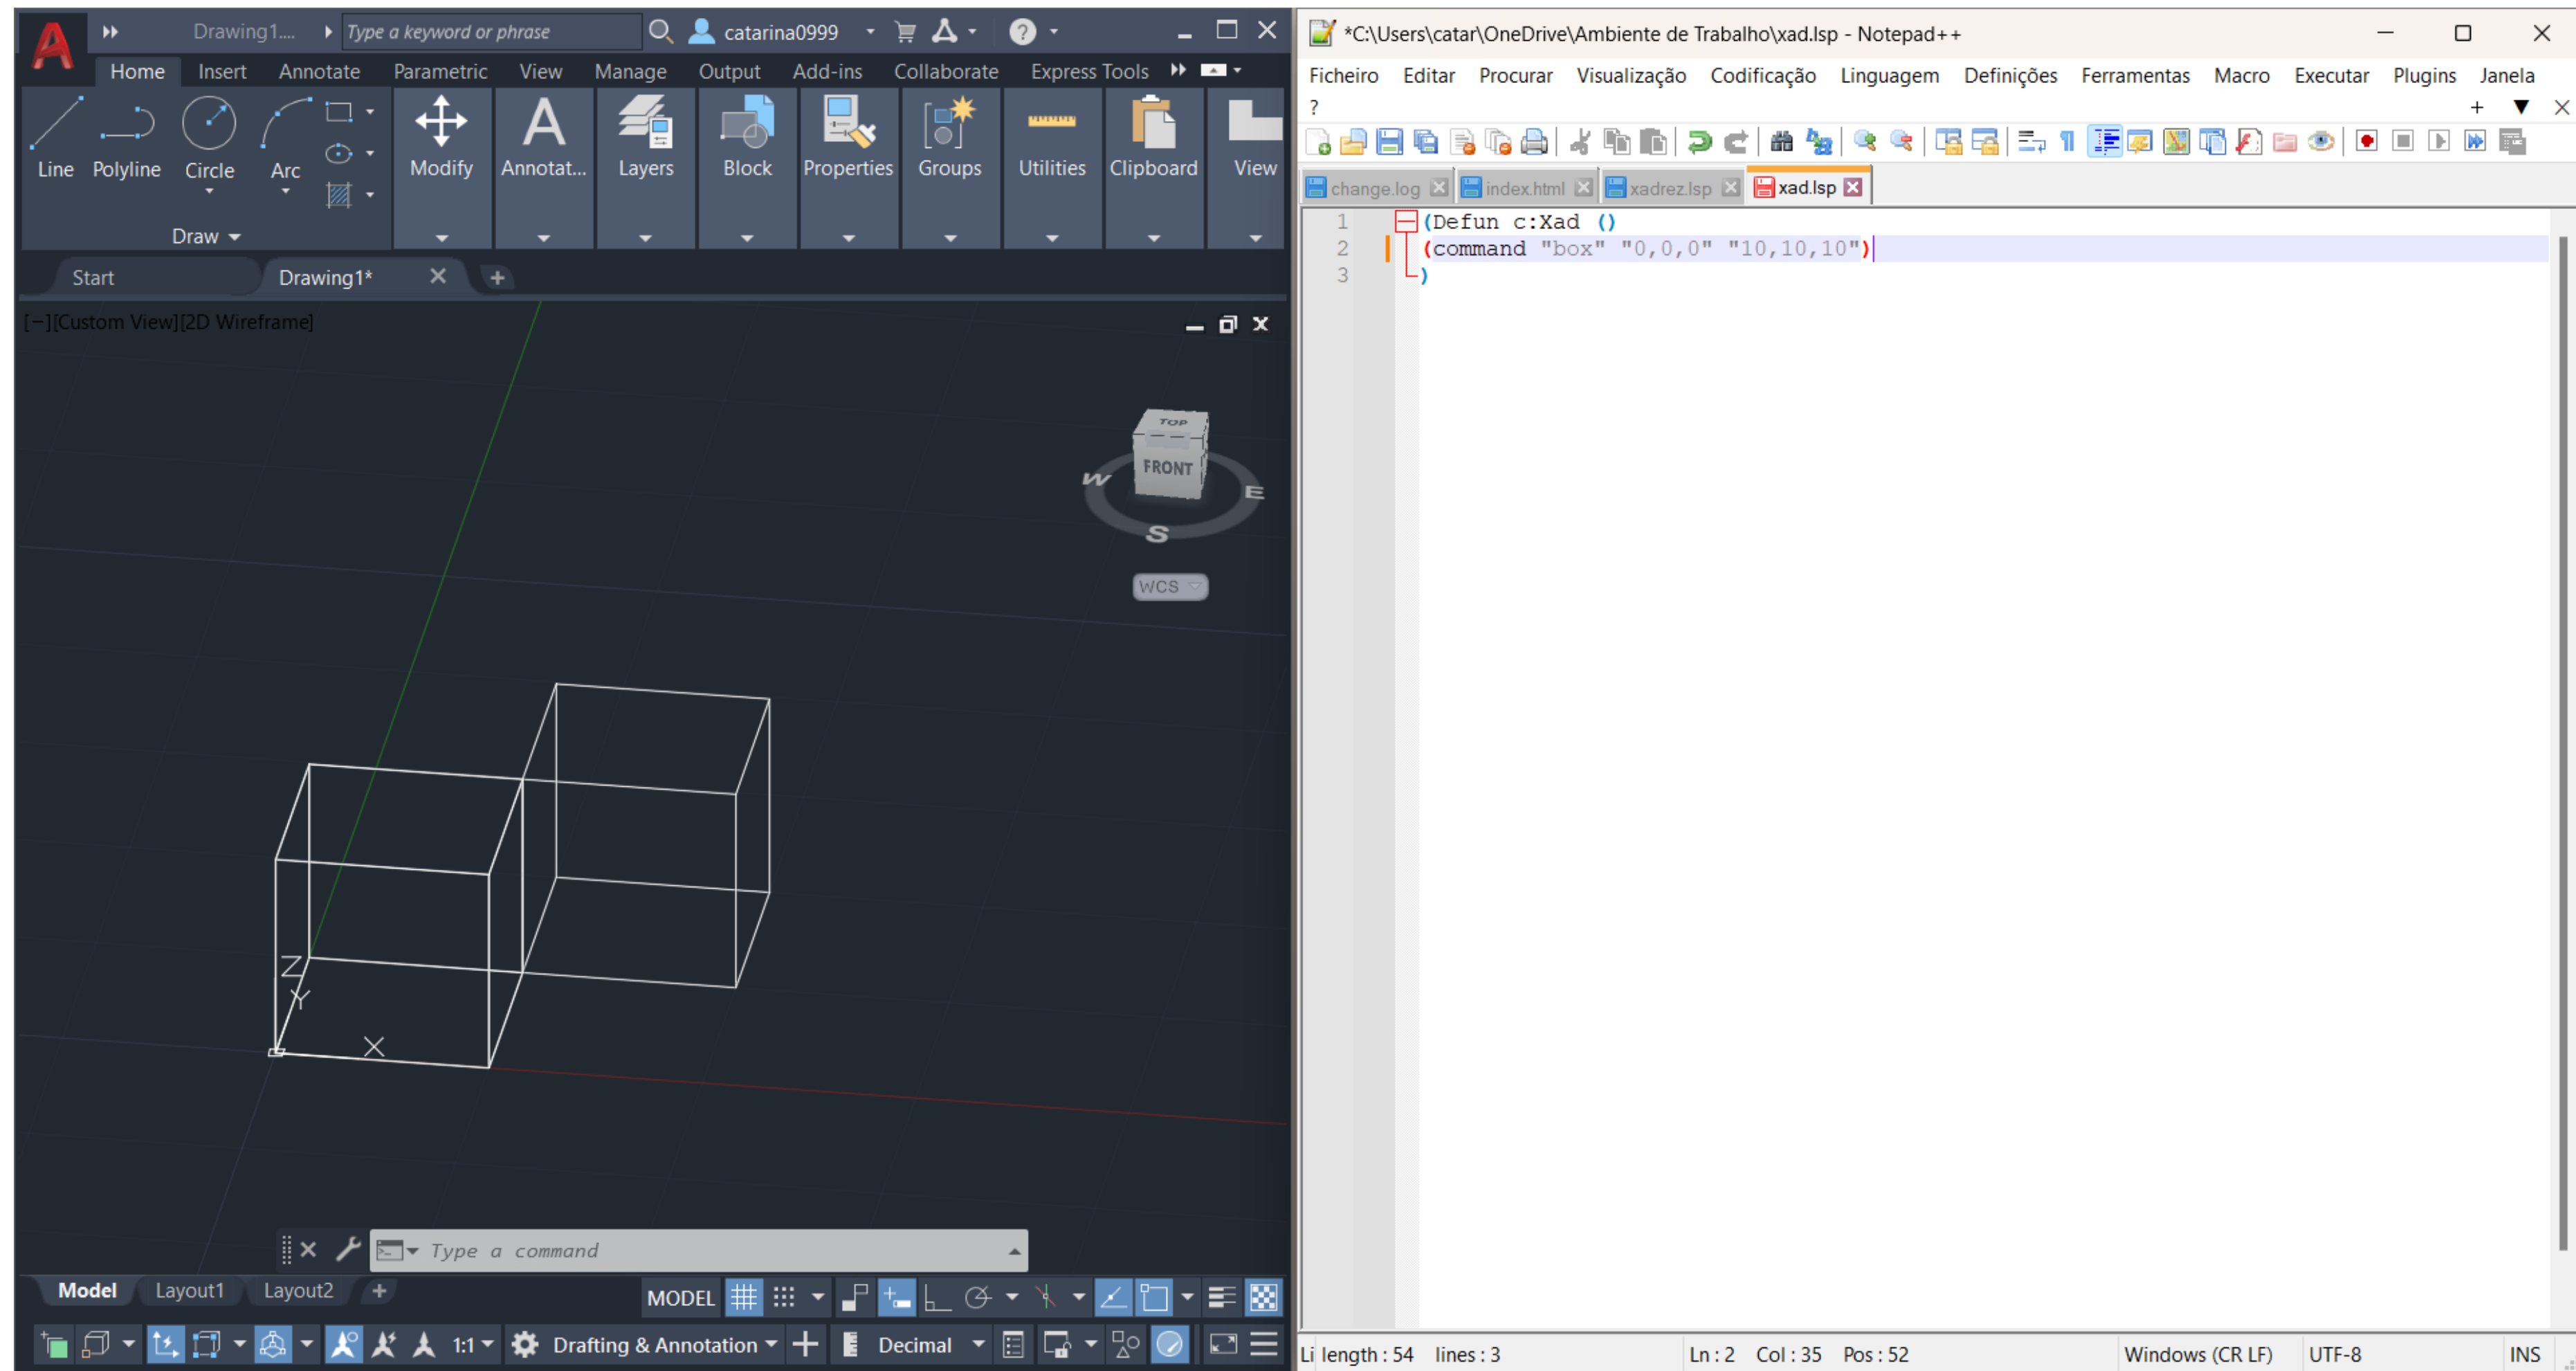 Drawing1.... Type a keyword or phrase catarina0999
Home Insert Annotate Parametric View Manage Output Add-ins Collaborate Express Tools
Line Polyline Circle Arc
Draw
Modify Annotat... Layers Block Properties Groups Utilities Clipboard View
Start Drawing1*
[−][Custom View][2D Wireframe]
TOP
FRONT
W E
S
WCS
Z
Y
X
Type a command
Model Layout1 Layout2 + MODEL
1:1 Drafting & Annotation Decimal
*C:\Users\catar\OneDrive\Ambiente de Trabalho\xad.lsp - Notepad++
Ficheiro Editar Procurar Visualização Codificação Linguagem Definições Ferramentas Macro Executar Plugins Janela
?
change.log index.html xadrez.lsp xad.lsp
1 (Defun c:Xad ()
2 (command "box" "0,0,0" "10,10,10")
3 )
Li length : 54 lines : 3 Ln : 2 Col : 35 Pos : 52 Windows (CR LF) UTF-8 INS